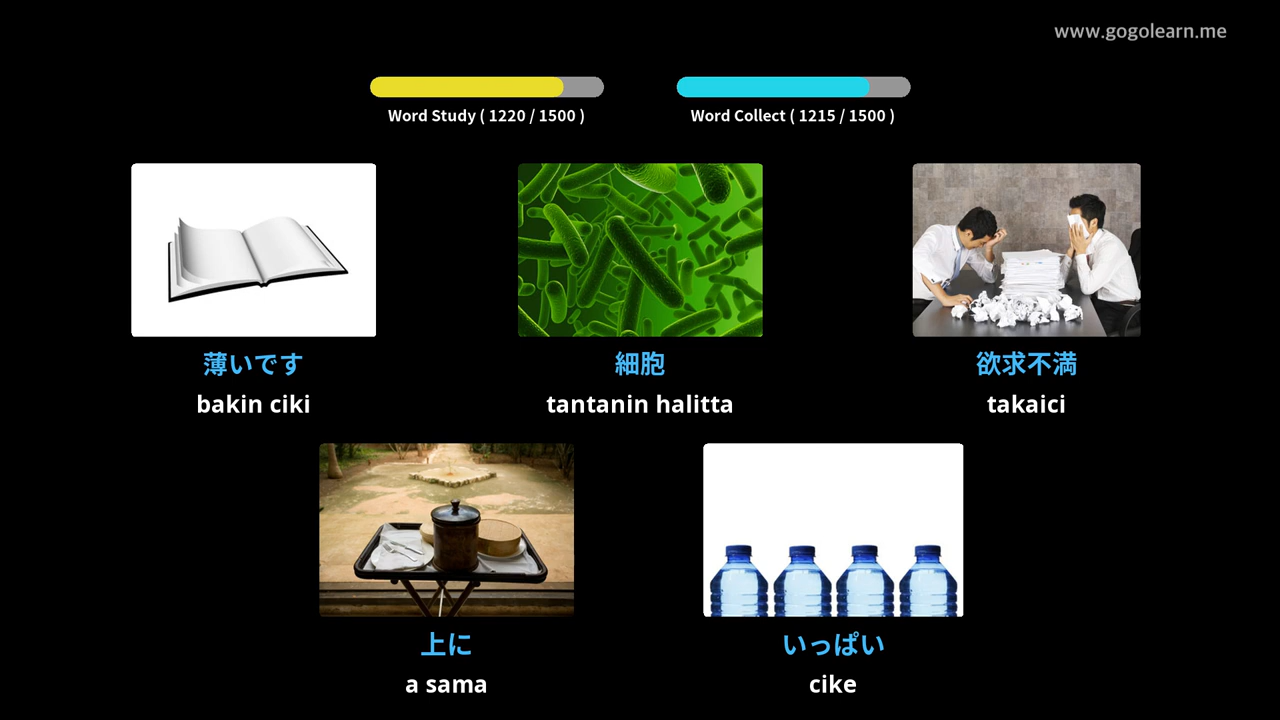 www.gogolearn.me
Word Study ( 1220 / 1500 )
Word Collect ( 1215 / 1500 )
薄いです
bakin ciki
細胞
tantanin halitta
欲求不満
takaici
上に
a sama
いっぱい
cike